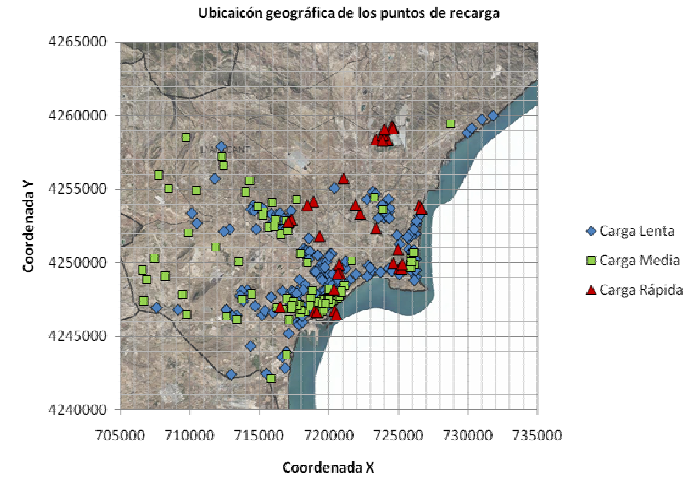 Ubicaicón geográfica de los puntos de recarga
4265000
4260000
4255000
4250000
4245000
4240000
Coordenada Y
705000 710000 715000 720000 725000 730000 735000
Coordenada X
Carga Lenta
Carga Media
Carga Rápida